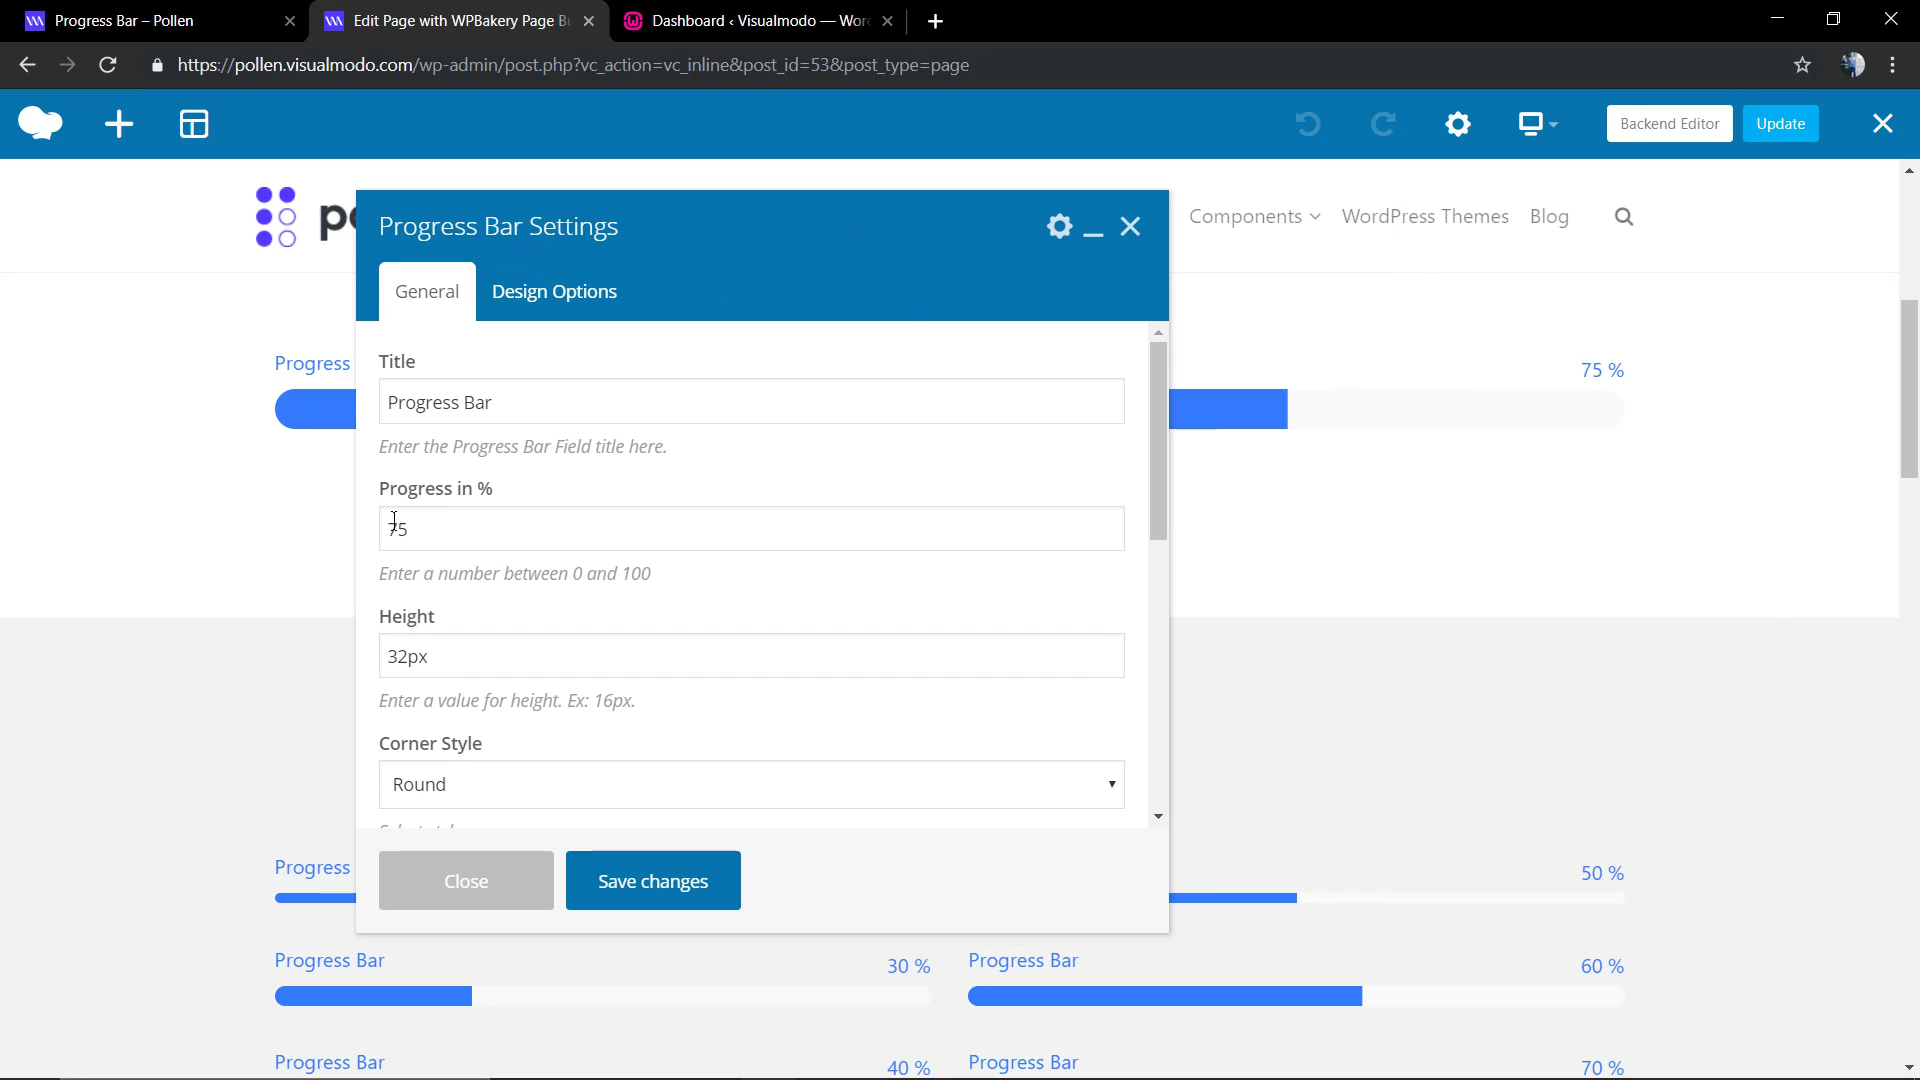 Progress Bar – Pollen
Edit Page with WPBakery Page B
Dashboard ‹ Visualmodo — Wor
https://pollen.visualmodo.com/wp-admin/post.php?vc_action=vc_inline&post_id=53&post_type=page
Backend Editor
Update
Components
WordPress Themes
Blog
Progress Bar Settings
General
Design Options
Title
Progress
75 %
Progress Bar
Enter the Progress Bar Field title here.
Progress in %
75
Enter a number between 0 and 100
Height
32px
Enter a value for height. Ex: 16px.
Corner Style
Round
Close
Save changes
Progress
50 %
Progress Bar
30 %
Progress Bar
60 %
Progress Bar
40 %
Progress Bar
70 %